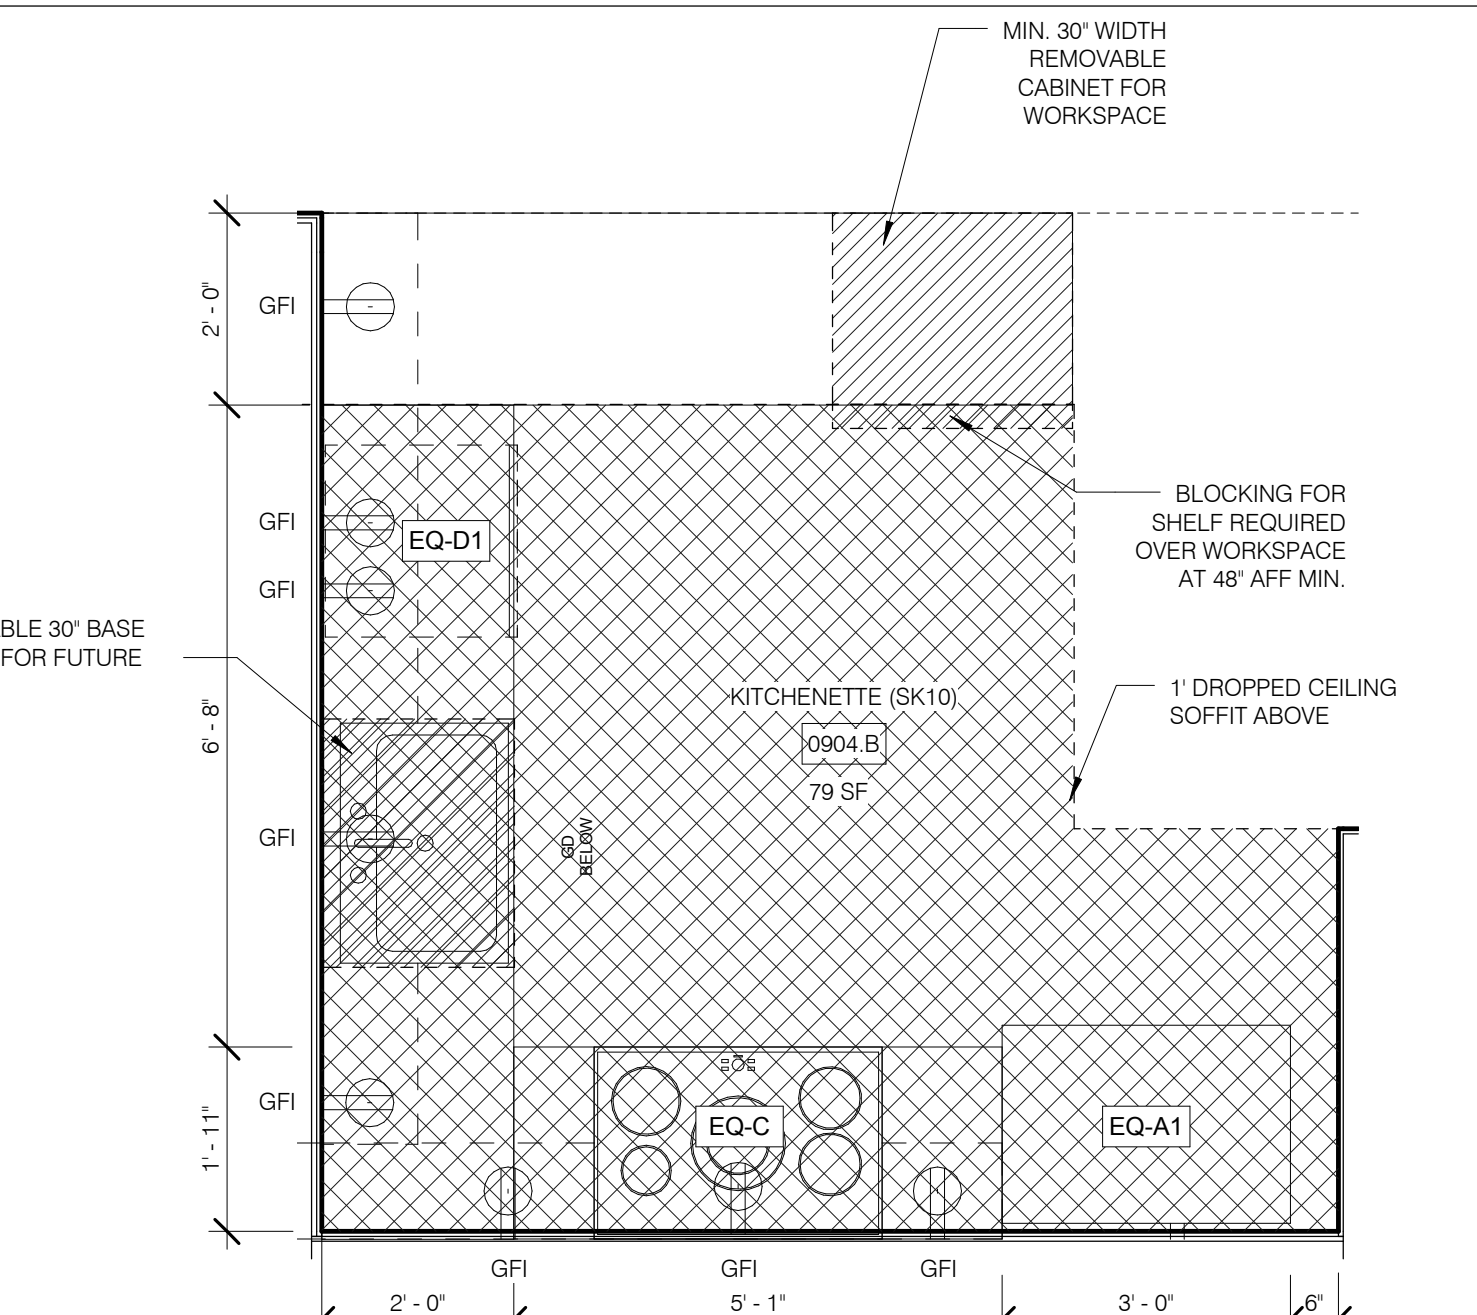 MIN. 30" WIDTH
REMOVABLE
CABINET FOR
WORKSPACE
2' - 0"
GFI
BLOCKING FOR
SHELF REQUIRED
OVER WORKSPACE
AT 48" AFF MIN.
GFI
EQ-D1
GFI
BLE 30" BASE
FOR FUTURE
6' - 8"
KITCHENETTE (SK10)
0904.B
79 SF
1' DROPPED CEILING
SOFFIT ABOVE
GFI
GD
BELOW
GFI
1' - 11"
EQ-C
EQ-A1
GFI
GFI
GFI
2' - 0"
5' - 1"
3' - 0"
6"